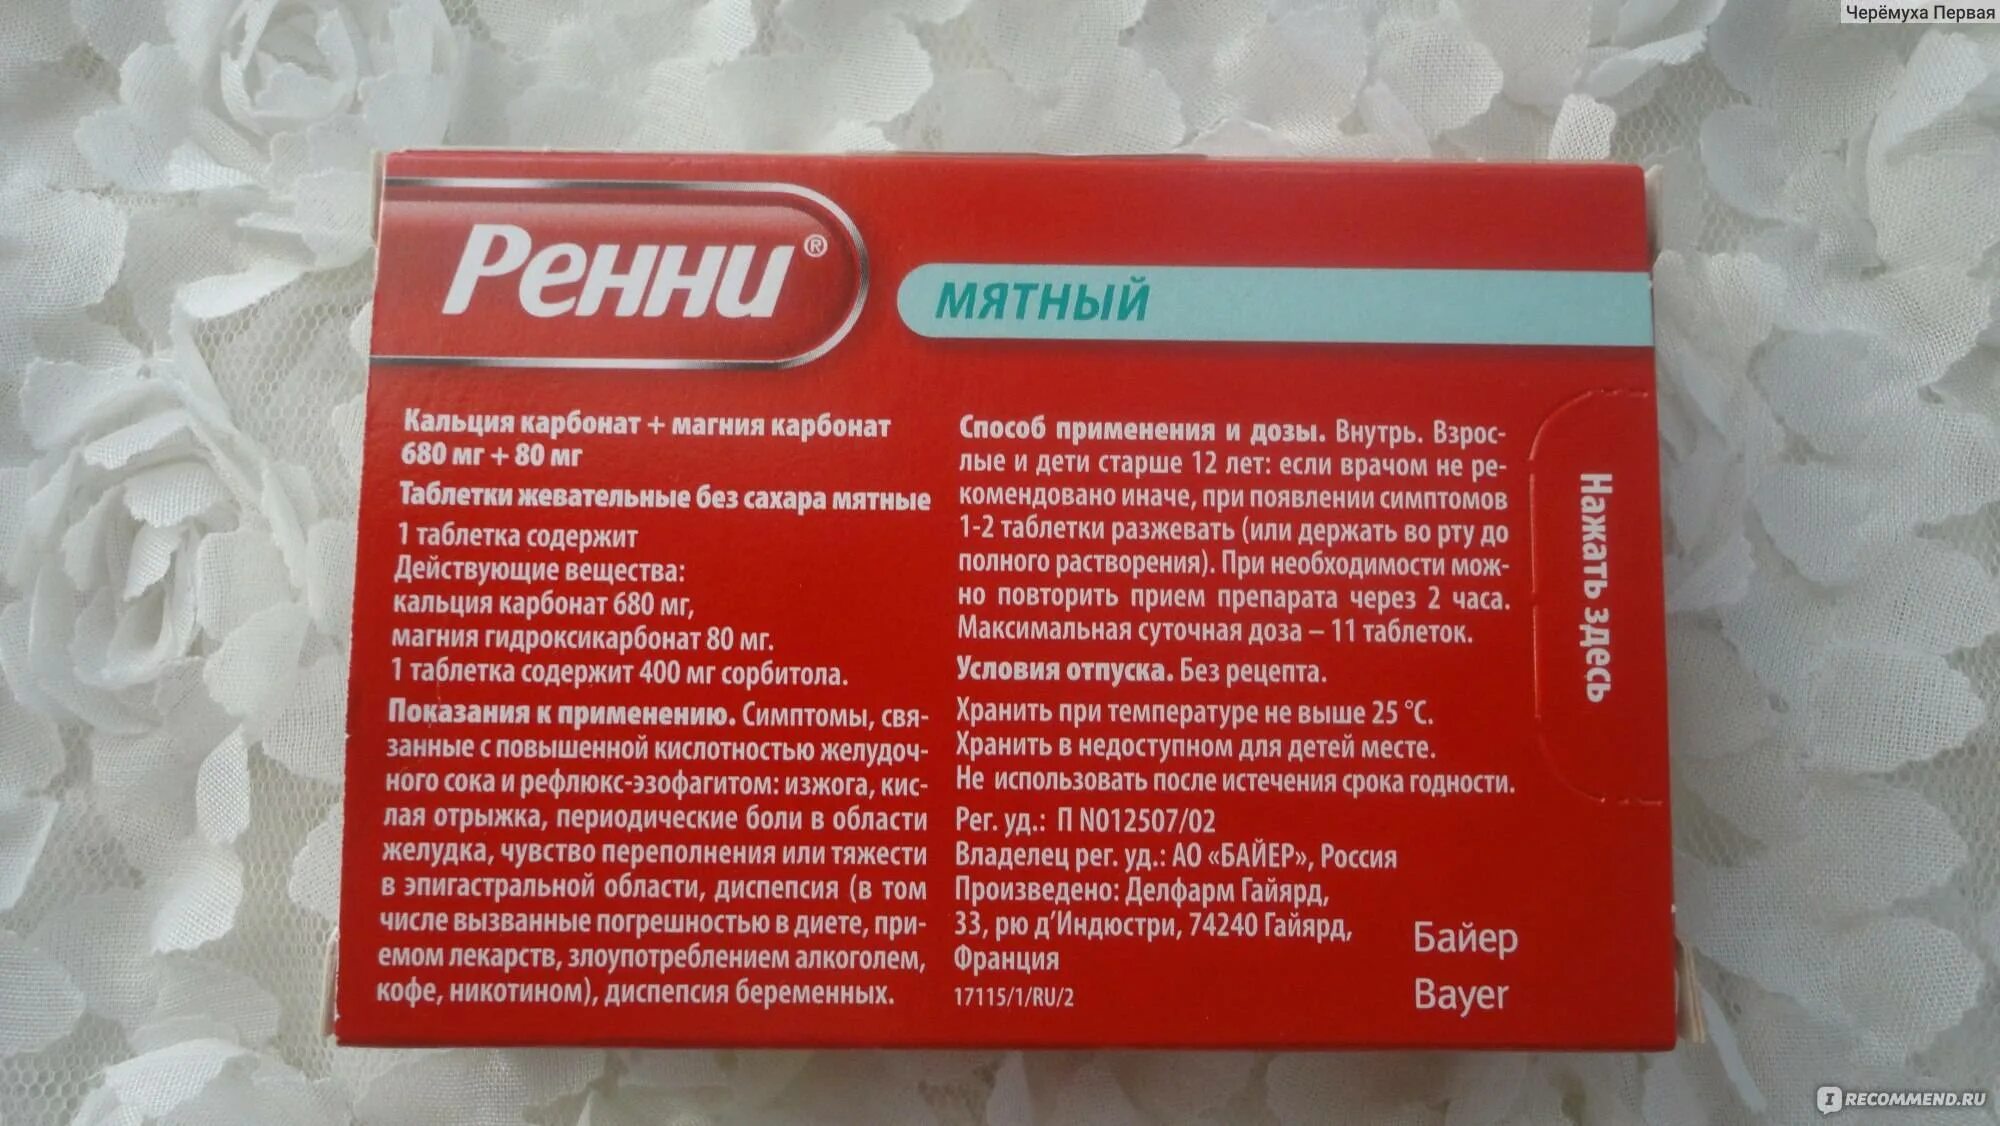 Черёмуха Первая
Ренни®
мятный
Кальция карбонат + магния карбонат
680 мг + 80 мг
Таблетки жевательные без сахара мятные
1 таблетка содержит
Действующие вещества:
кальция карбонат 680 мг,
магния гидроксикарбонат 80 мг.
1 таблетка содержит 400 мг сорбитола.
Показания к применению. Симптомы, свя-
занные с повышенной кислотностью желудоч-
ного сока и рефлюкс-эзофагитом: изжога, кис-
лая отрыжка, периодические боли в области
желудка, чувство переполнения или тяжести
в эпигастральной области, диспепсия (в том
числе вызванные погрешностью в диете, при-
емом лекарств, злоупотреблением алкоголем,
кофе, никотином), диспепсия беременных.
Способ применения и дозы. Внутрь. Взрос-
лые и дети старше 12 лет: если врачом не ре-
комендовано иначе, при появлении симптомов
1-2 таблетки разжевать (или держать во рту до
полного растворения). При необходимости мож-
но повторить прием препарата через 2 часа.
Максимальная суточная доза – 11 таблеток.
Условия отпуска. Без рецепта.
Хранить при температуре не выше 25 °C.
Хранить в недоступном для детей месте.
Не использовать после истечения срока годности.
Рег. уд.: П N012507/02
Владелец рег. уд.: АО «БАЙЕР», Россия
Произведено: Делфарм Гайярд,
33, рю д’Индюстри, 74240 Гайярд,
Франция
17115/1/RU/2
Байер
Bayer
Нажать здесь
IRECOMMEND.RU